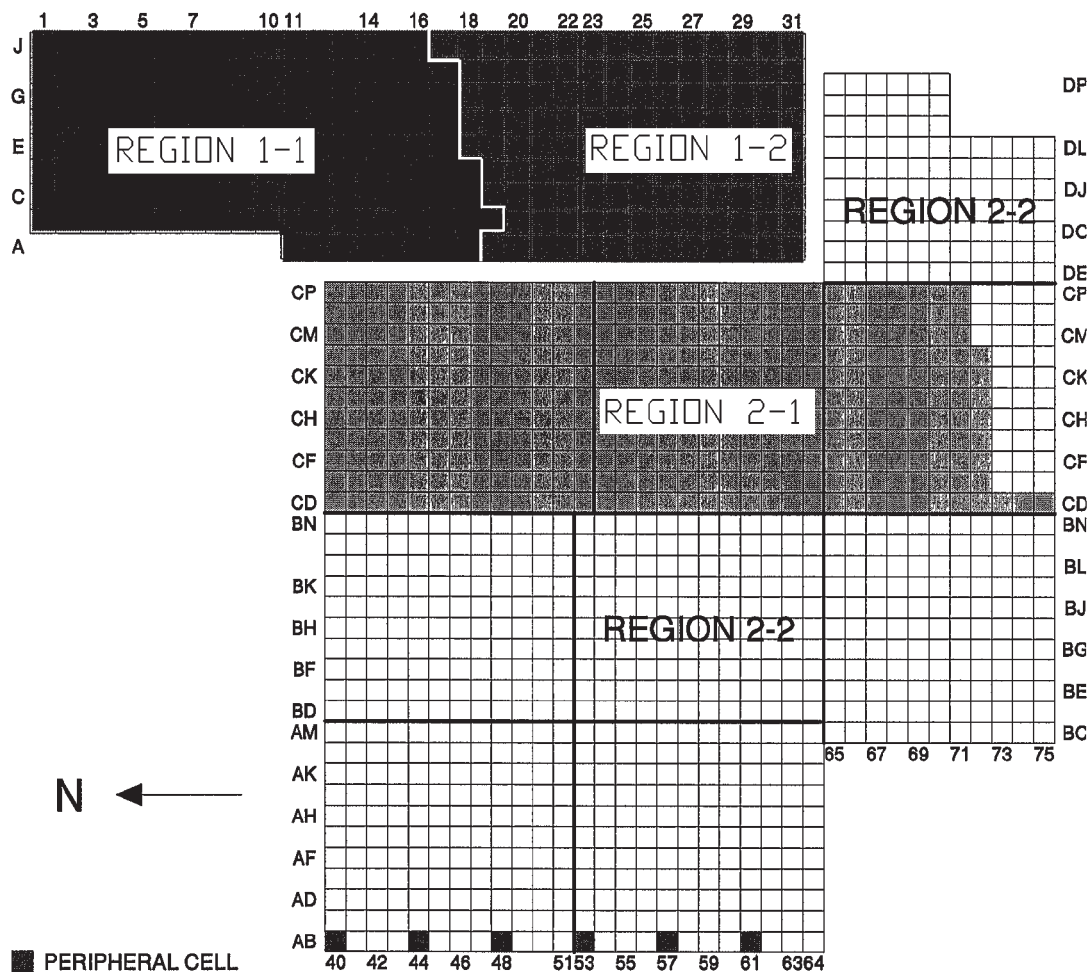 1 3 5 7 10 11 14 16 18 20 22 23 25 27 29 31
J
G
E
C
A
REGION 1-1
REGION 1-2
DP
DL
DJ
REGION 2-2
DE
CP CP
CM CM
CK CK
REGION 2-1
CH CH
CF CF
CD CD
BN BN
BL
BK
BJ
BH
REGION 2-2
BG
BF
BE
BD
AM
65 67 69 71 73 75
AK
N
AH
AF
AD
AB
40 42 44 46 48 51 53 55 57 59 61 63 64
PERIPHERAL CELL